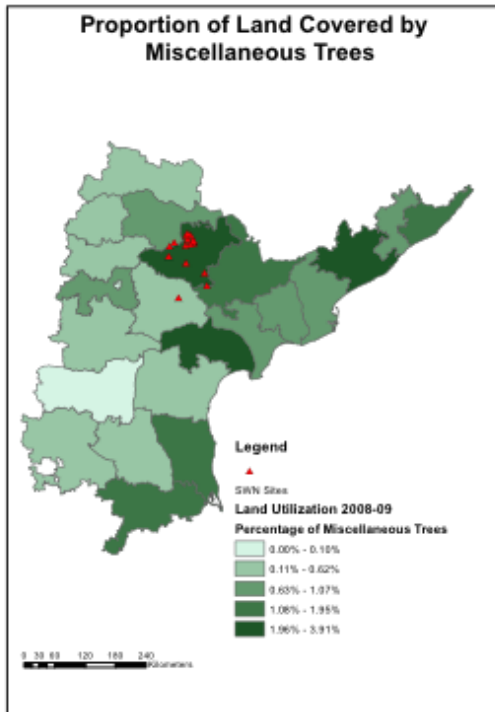 Proportion of Land Covered by
Miscellaneous Trees
Legend
SWN Sites
Land Utilization 2008-09
Percentage of Miscellaneous Trees
0.00% - 0.10%
0.11% - 0.62%
0.63% - 1.07%
1.08% - 1.95%
1.96% - 3.91%
0 30 60 120 180 240
Kilometers